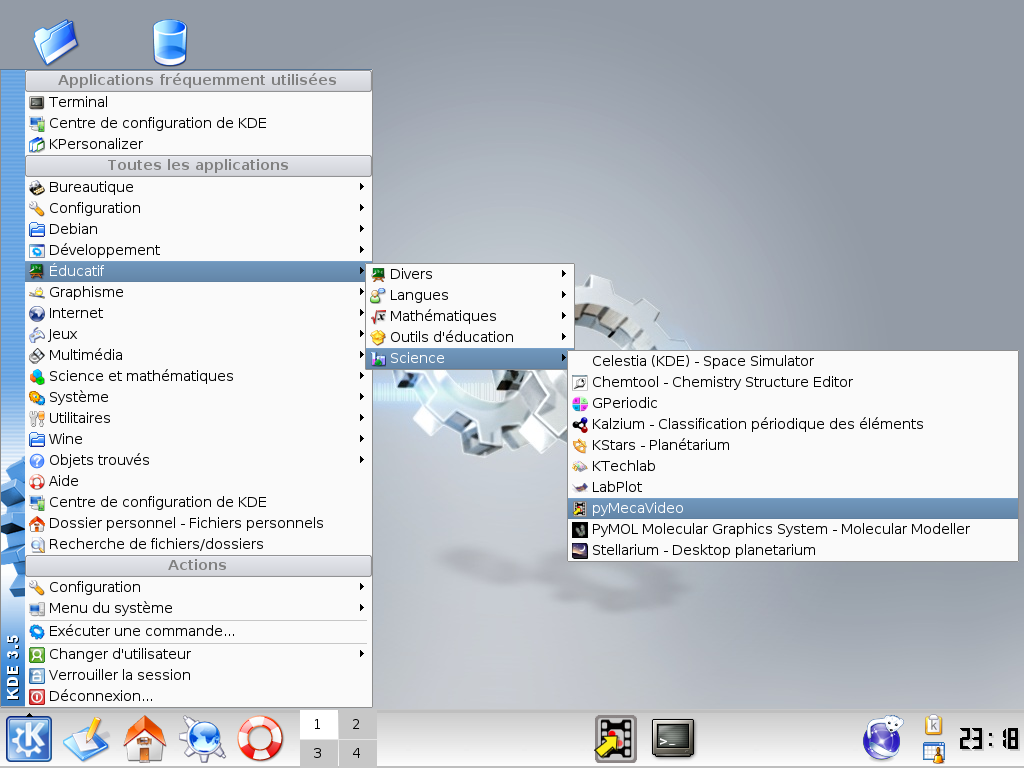 Applications fréquemment utilisées
Terminal
Centre de configuration de KDE
KPersonalizer
Toutes les applications
Bureautique
Configuration
Debian
Développement
Éducatif
Graphisme
Internet
Jeux
Multimédia
Science et mathématiques
Système
Utilitaires
Wine
Objets trouvés
Aide
Centre de configuration de KDE
Dossier personnel - Fichiers personnels
Recherche de fichiers/dossiers
Actions
Configuration
Menu du système
Exécuter une commande...
Changer d'utilisateur
Verrouiller la session
Déconnexion...
KDE 3.5
Divers
Langues
Mathématiques
Outils d'éducation
Science
Celestia (KDE) - Space Simulator
Chemtool - Chemistry Structure Editor
GPeriodic
Kalzium - Classification périodique des éléments
KStars - Planétarium
KTechlab
LabPlot
pyMecaVideo
PyMOL Molecular Graphics System - Molecular Modeller
Stellarium - Desktop planetarium
1 2
3 4
23:18